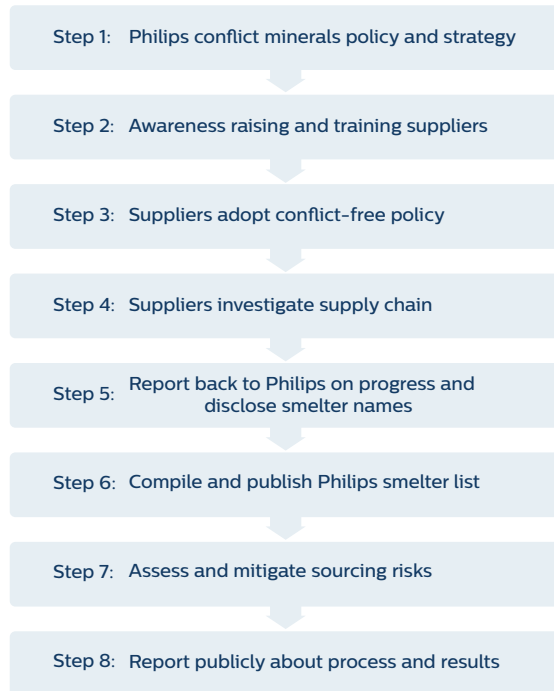 Step 1: Philips conflict minerals policy and strategy
Step 2: Awareness raising and training suppliers
Step 3: Suppliers adopt conflict-free policy
Step 4: Suppliers investigate supply chain
Step 5: Report back to Philips on progress and
disclose smelter names
Step 6: Compile and publish Philips smelter list
Step 7: Assess and mitigate sourcing risks
Step 8: Report publicly about process and results